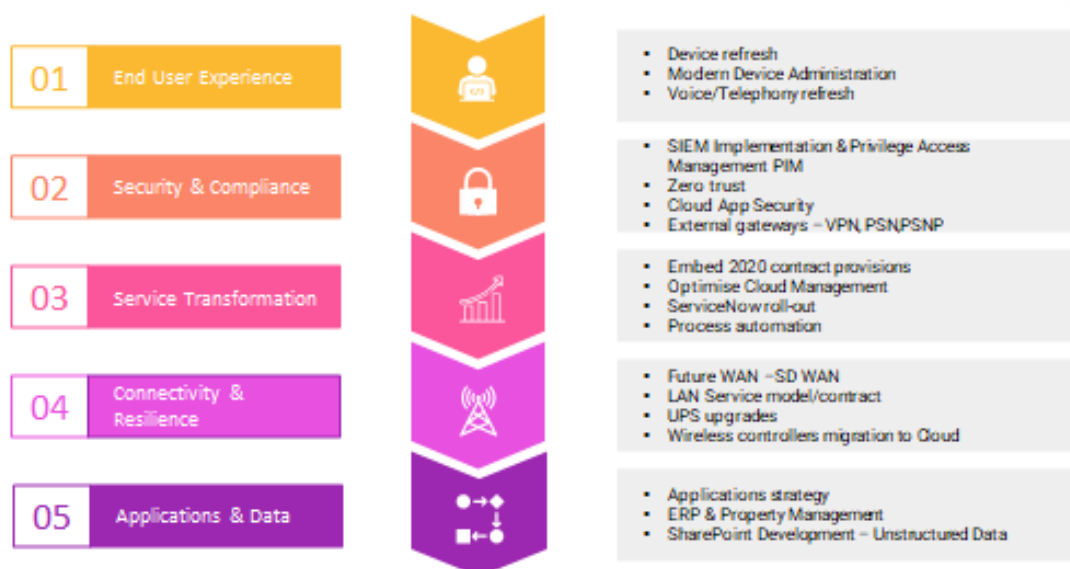 01
End User Experience
▪ Device refresh
▪ Modern Device Administration
▪ Voice/Telephony refresh
02
Security & Compliance
▪ SIEM Implementation & Privilege Access
Management PIM
▪ Zero trust
▪ Cloud App Security
▪ External gateways – VPN, PSN,PSNP
03
Service Transformation
▪ Embed 2020 contract provisions
▪ Optimise Cloud Management
▪ ServiceNow roll-out
▪ Process automation
04
Connectivity &
Resilience
▪ Future WAN –SD WAN
▪ LAN Service model/contract
▪ UPS upgrades
▪ Wireless controllers migration to Cloud
05
Applications & Data
▪ Applications strategy
▪ ERP & Property Management
▪ SharePoint Development – Unstructured Data